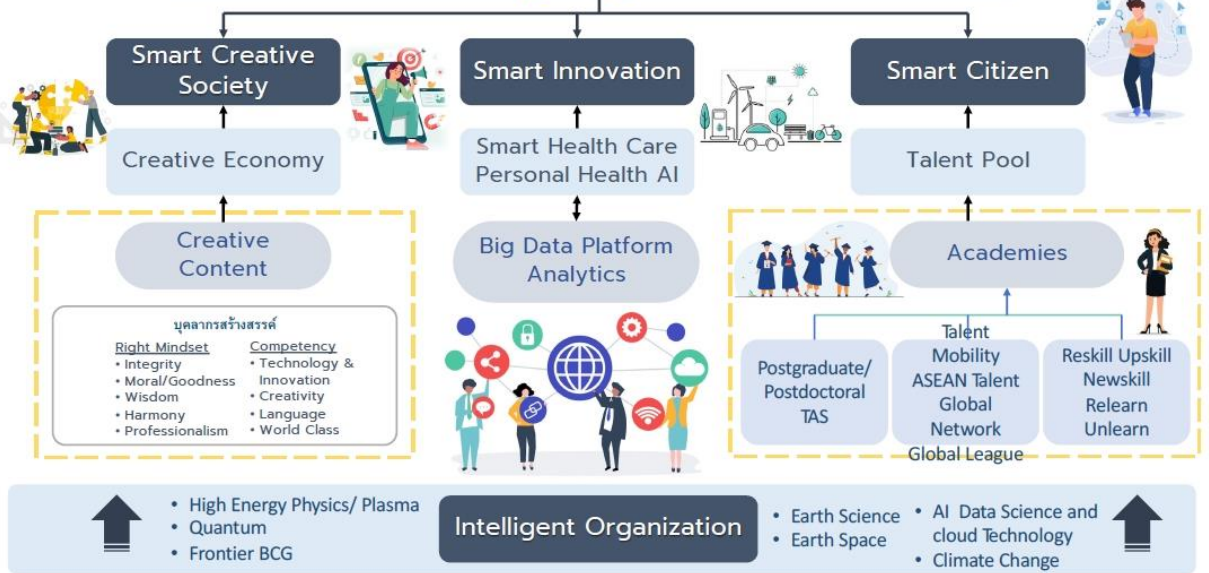 Smart Creative
Society
Smart Innovation
Smart Citizen
Creative Economy
Smart Health Care
Personal Health AI
Talent Pool
Creative
Content
Big Data Platform
Analytics
Academies
บุคลากรสร้างสรรค์
Right Mindset
• Integrity
• Moral/Goodness
• Wisdom
• Harmony
• Professionalism
Competency
• Technology &
Innovation
• Creativity
• Language
• World Class
Postgraduate/
Postdoctoral
TAS
Talent
Mobility
ASEAN Talent
Global
Network
Global League
Reskill Upskill
Newskill
Relearn
Unlearn
• High Energy Physics/ Plasma
• Quantum
• Frontier BCG
Intelligent Organization
• Earth Science
• Earth Space
• AI Data Science and
cloud Technology
• Climate Change